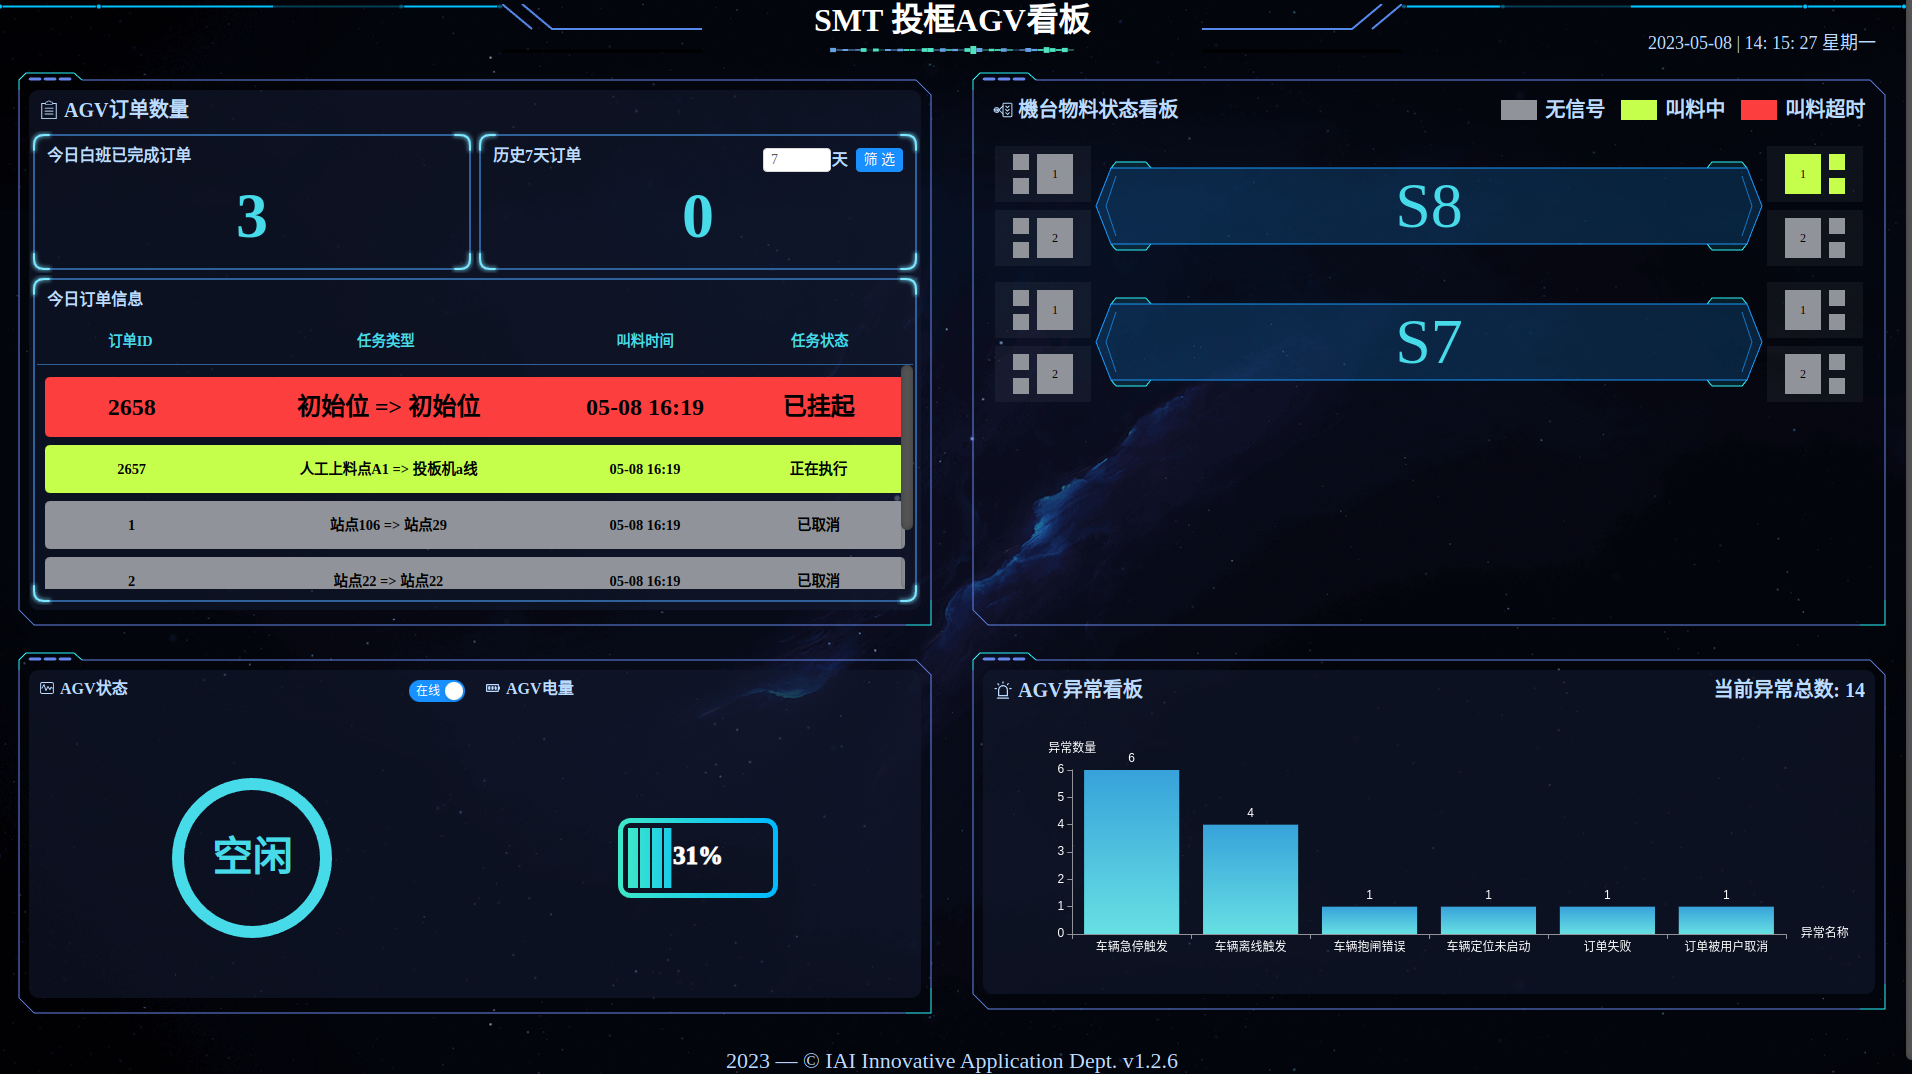 SMT 投框AGV看板
2023-05-08 | 14: 15: 27 星期一
AGV订单数量
今日白班已完成订单
3
历史7天订单
7 天 筛 选
0
今日订单信息
订单ID 任务类型 叫料时间 任务状态
2658 初始位 => 初始位 05-08 16:19 已挂起
2657 人工上料点A1 => 投板机a线 05-08 16:19 正在执行
1 站点106 => 站点29 05-08 16:19 已取消
2 站点22 => 站点22 05-08 16:19 已取消
機台物料状态看板
无信号 叫料中 叫料超时
1 S8 1
2 2
1 S7 1
2 2
AGV状态
在线
AGV电量
空闲
31%
AGV异常看板
当前异常总数: 14
异常数量
6
5
4
3
2
1
0
6 4 1 1 1 1
车辆急停触发 车辆离线触发 车辆抱闸错误 车辆定位未启动 订单失败 订单被用户取消
异常名称
2023 — © IAI Innovative Application Dept. v1.2.6